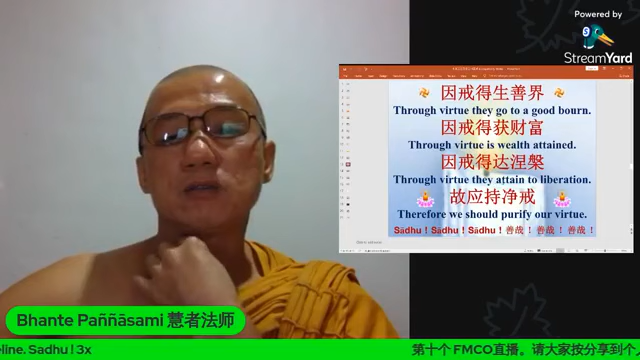 Powered by
StreamYard
因戒得生善界
Through virtue they go to a good bourn.
因戒得获财富
Through virtue is wealth attained.
因戒得达涅槃
Through virtue they attain to liberation.
故应持净戒
Therefore we should purify our virtue.
Sādhu ! Sādhu ! Sādhu ! 善哉 ! 善哉 ! 善哉 !
Bhante Paññāsami 慧者法师
eline. Sadhu ! 3x
第十个 FMCO直播。请大家按分享到个人